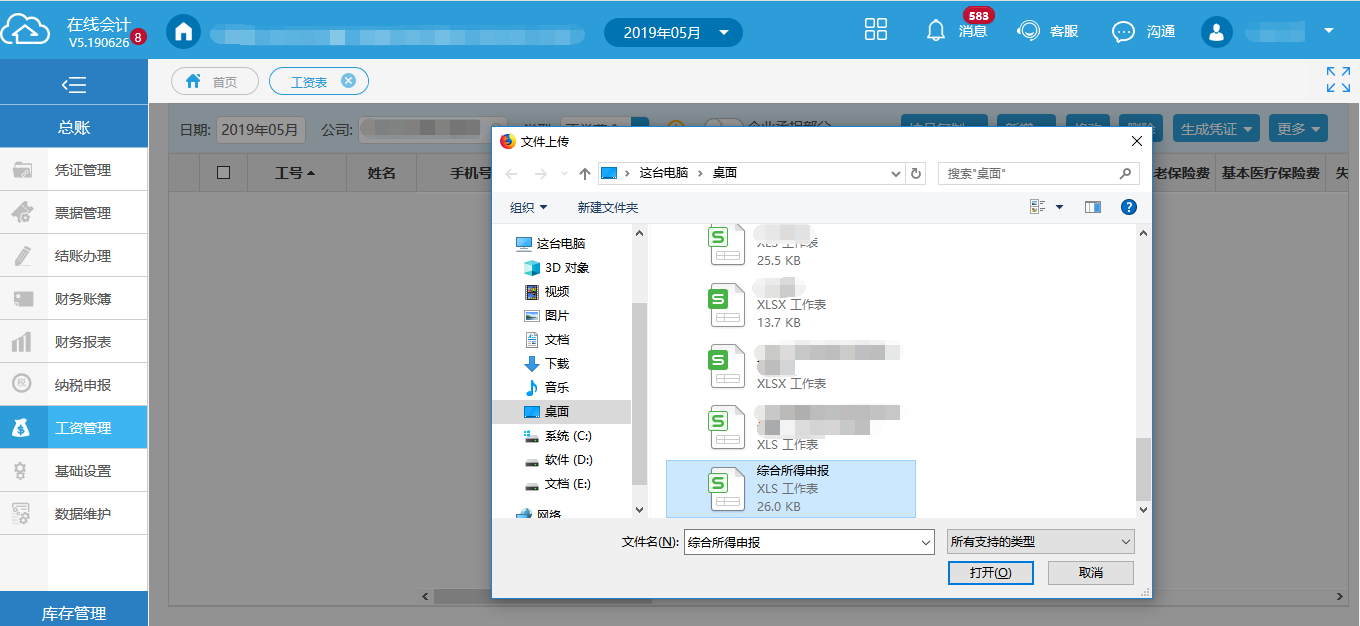 在线会计
V5.190626
8
2019年05月
583
消息
客服
沟通
首页
工资表
总账
凭证管理
票据管理
结账办理
财务账簿
财务报表
纳税申报
税
工资管理
基础设置
数据维护
库存管理
日期: 2019年05月 公司:
生成凭证
更多
工号
姓名
手机号
老保险费
基本医疗保险费
失
文件上传
这台电脑 › 桌面
搜索"桌面"
组织
新建文件夹
这台电脑
3D 对象
视频
图片
文档
下载
音乐
桌面
系统 (C:)
软件 (D:)
文档 (E:)
网络
XLS 工作表
25.5 KB
XLSX 工作表
13.7 KB
XLSX 工作表
XLS 工作表
综合所得申报
XLS 工作表
26.0 KB
文件名(N):
综合所得申报
所有支持的类型
打开(O)
取消